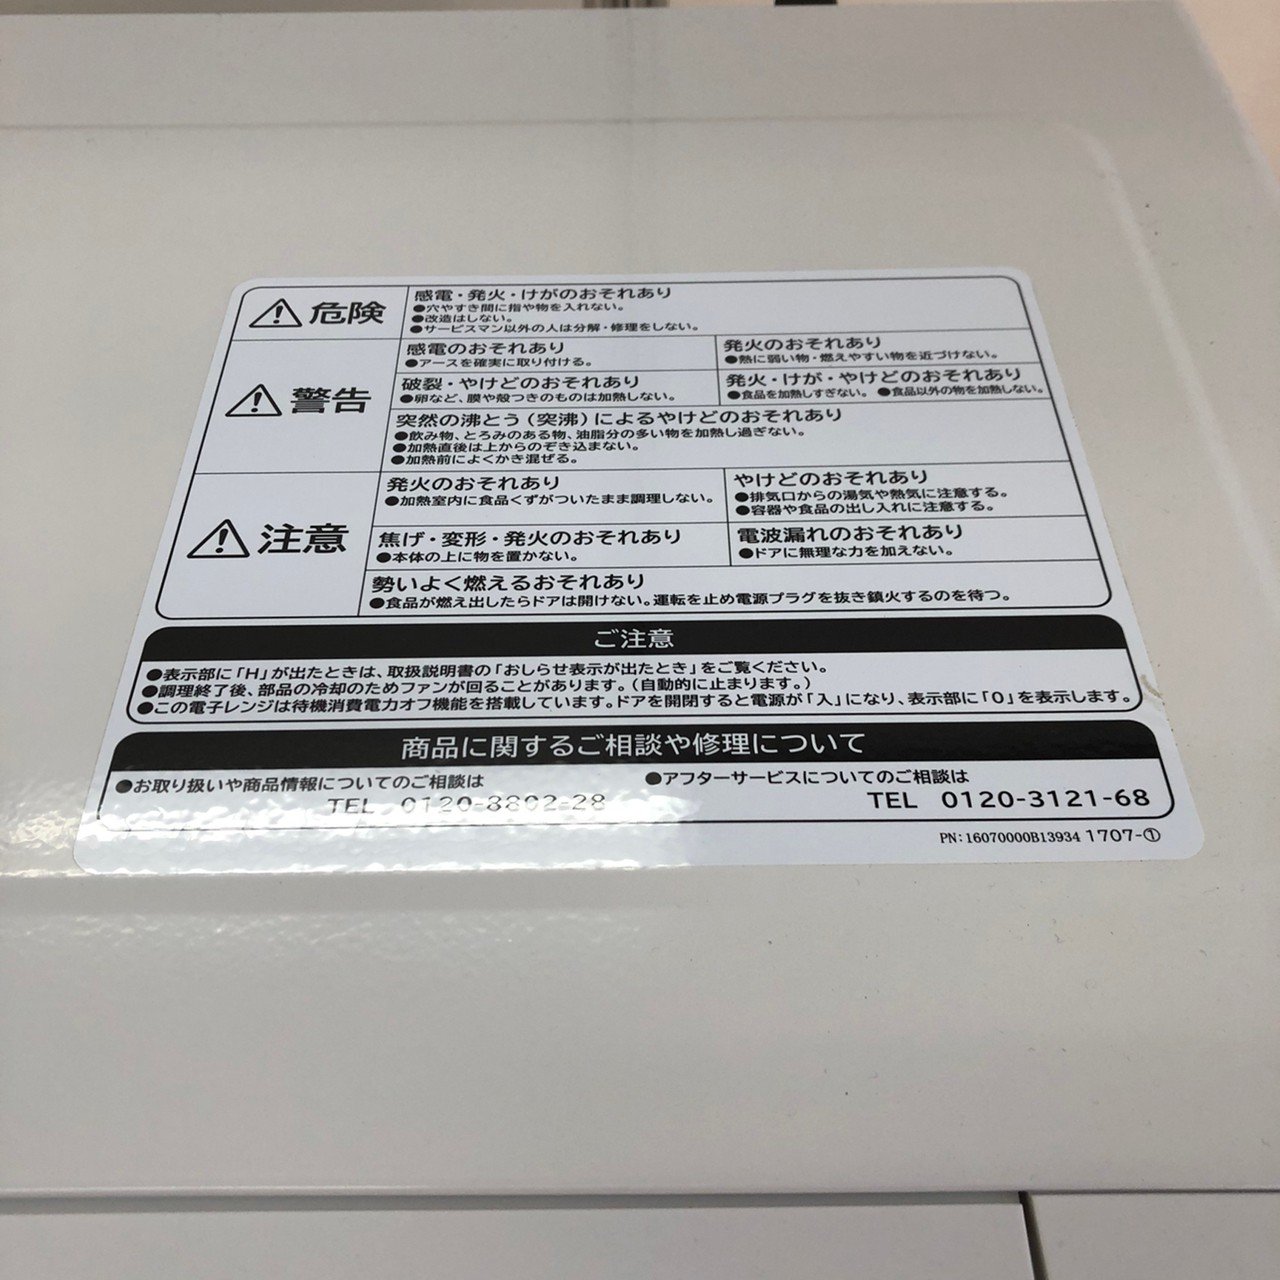 危険
感電・発火・けがのおそれあり
●穴やすき間に指や物を入れない。
●改造はしない。
●サービスマン以外の人は分解・修理をしない。
警告
感電のおそれあり
●アースを確実に取り付ける。
発火のおそれあり
●熱に弱い物・燃えやすい物を近づけない。
破裂・やけどのおそれあり
●卵など、膜や殻つきのものは加熱しない。
発火・けが・やけどのおそれあり
●食品を加熱しすぎない。 ●食品以外の物を加熱しない。
突然の沸とう(突沸)によるやけどのおそれあり
●飲み物、とろみのある物、油脂分の多い物を加熱し過ぎない。
●加熱直後は上からのぞき込まない。
●加熱前によくかき混ぜる。
注意
発火のおそれあり
●加熱室内に食品くずがついたまま調理しない。
やけどのおそれあり
●排気口からの湯気や熱気に注意する。
●容器や食品の出し入れに注意する。
焦げ・変形・発火のおそれあり
●本体の上に物を置かない。
電波漏れのおそれあり
●ドアに無理な力を加えない。
勢いよく燃えるおそれあり
●食品が燃え出したらドアは開けない。運転を止め電源プラグを抜き鎮火するのを待つ。
ご注意
●表示部に「H」が出たときは、取扱説明書の「おしらせ表示が出たとき」をご覧ください。
●調理終了後、部品の冷却のためファンが回ることがあります。(自動的に止まります。)
●この電子レンジは待機消費電力オフ機能を搭載しています。ドアを開閉すると電源が「入」になり、表示部に「0」を表示します。
商品に関するご相談や修理について
●お取り扱いや商品情報についてのご相談は
TEL 0120-3802-28
●アフターサービスについてのご相談は
TEL 0120-3121-68
PN:16070000B13934 1707-①